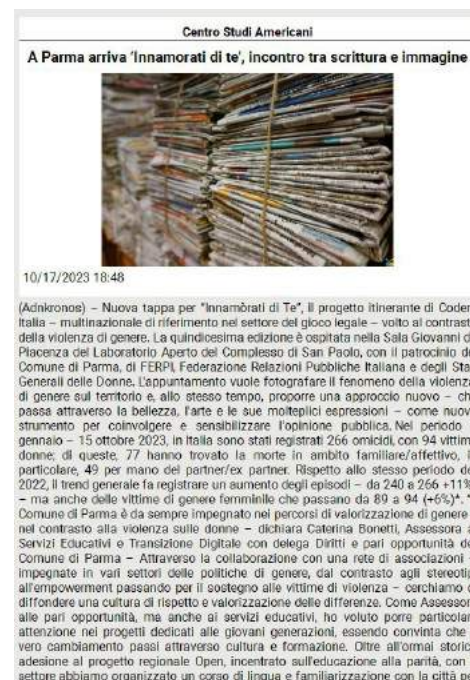 Centro Studi Americani
A Parma arriva 'Innamorati di te', incontro tra scrittura e immagine
10/17/2023 18:48
(Adnkronos) – Nuova tappa per "Innamòrati di Te", il progetto itinerante di
Italia – multinazionale di riferimento nel settore del gioco legale – volto al
della violenza di genere. La quindicesima edizione è ospitata nella Sala Giovanni
Piacenza del Laboratorio Aperto del Complesso di San Paolo, con il patrocinio
Comune di Parma, di FERPI, Federazione Relazioni Pubbliche Italiana e degli
Generali delle Donne. L'appuntamento vuole fotografare il fenomeno della violenza
di genere sul territorio e, allo stesso tempo, proporre una approccio nuovo –
passa attraverso la bellezza, l'arte e le sue molteplici espressioni – come
strumento per coinvolgere e sensibilizzare l'opinione pubblica. Nel periodo
gennaio – 15 ottobre 2023, in Italia sono stati registrati 266 omicidi, con 94
donne; di queste, 77 hanno trovato la morte in ambito familiare/affettivo,
particolare, 49 per mano del partner/ex partner. Rispetto allo stesso periodo
2022, il trend generale fa registrare un aumento degli episodi – da 240 a 266 +11%
– ma anche delle vittime di genere femminile che passano da 89 a 94 (+6%)*.
Comune di Parma è da sempre impegnato nei percorsi di valorizzazione di genere
nel contrasto alla violenza sulle donne – dichiara Caterina Bonetti, Assessora
Servizi Educativi e Transizione Digitale con delega Diritti e pari opportunità
Comune di Parma – Attraverso la collaborazione con una rete di associazioni
impegnate in vari settori delle politiche di genere, dal contrasto agli
all'empowerment passando per il sostegno alle vittime di violenza – cerchiamo
diffondere una cultura di rispetto e valorizzazione delle differenze. Come
alle pari opportunità, ma anche ai servizi educativi, ho voluto porre
attenzione nei progetti dedicati alle giovani generazioni, essendo convinta che
vero cambiamento passi attraverso cultura e formazione. Oltre all'ormai
adesione al progetto regionale Open, incentrato sull'educazione alla parità, con
settore abbiamo organizzato un corso di lingua e familiarizzazione con la città